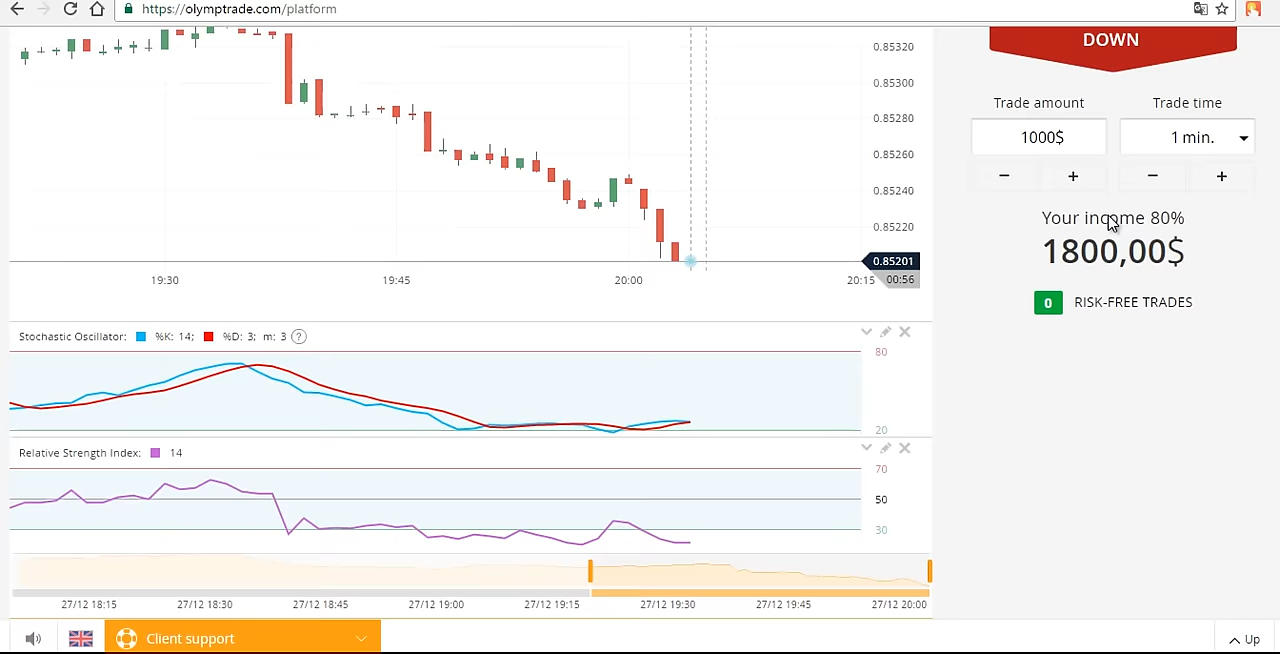 https://olymptrade.com/platform
0.85320
0.85300
0.85280
0.85260
0.85240
0.85220
0.85201
00:56
19:30 19:45 20:00 20:15
DOWN
Trade amount Trade time
1000$ 1 min.
− + − +
Your income 80%
1800,00$
0 RISK-FREE TRADES
Stochastic Oscillator: %K: 14; %D: 3; m: 3 ?
80
20
Relative Strength Index: 14
70
50
30
27/12 18:15 27/12 18:30 27/12 18:45 27/12 19:00 27/12 19:15 27/12 19:30 27/12 19:45 27/12 20:00
Client support
Up